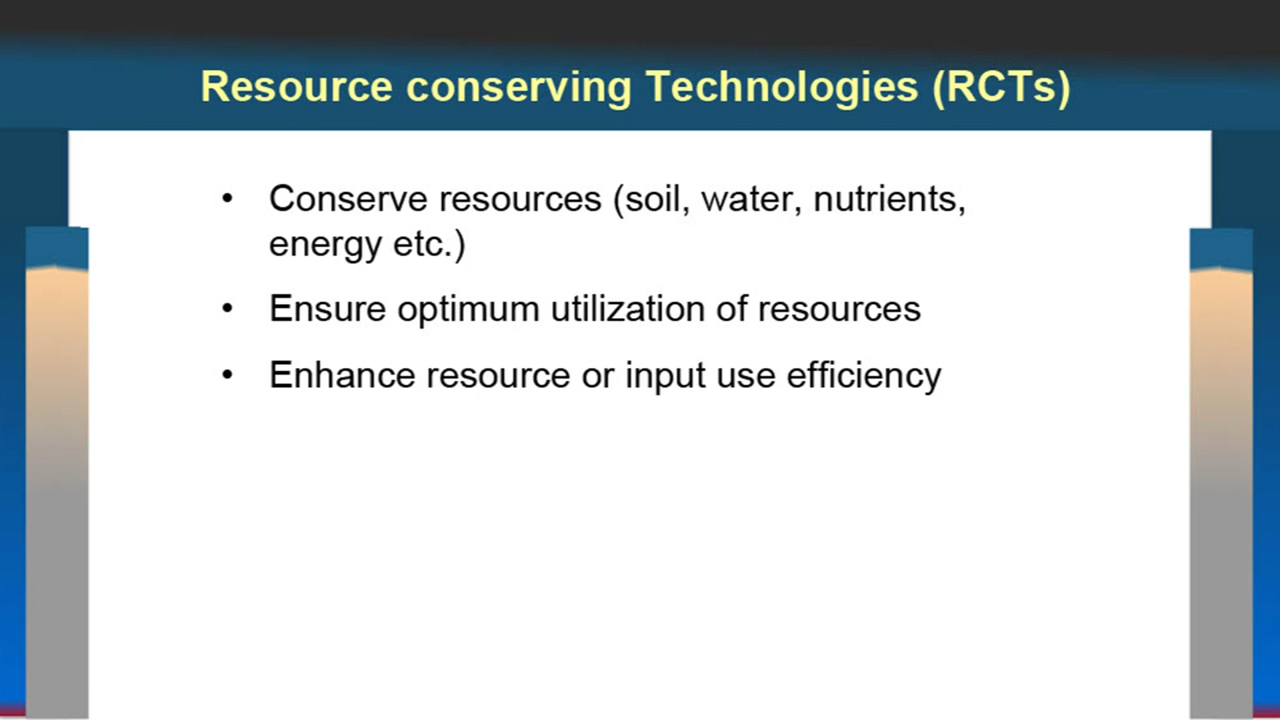 Resource conserving Technologies (RCTs)
• Conserve resources (soil, water, nutrients,
energy etc.)
• Ensure optimum utilization of resources
• Enhance resource or input use efficiency